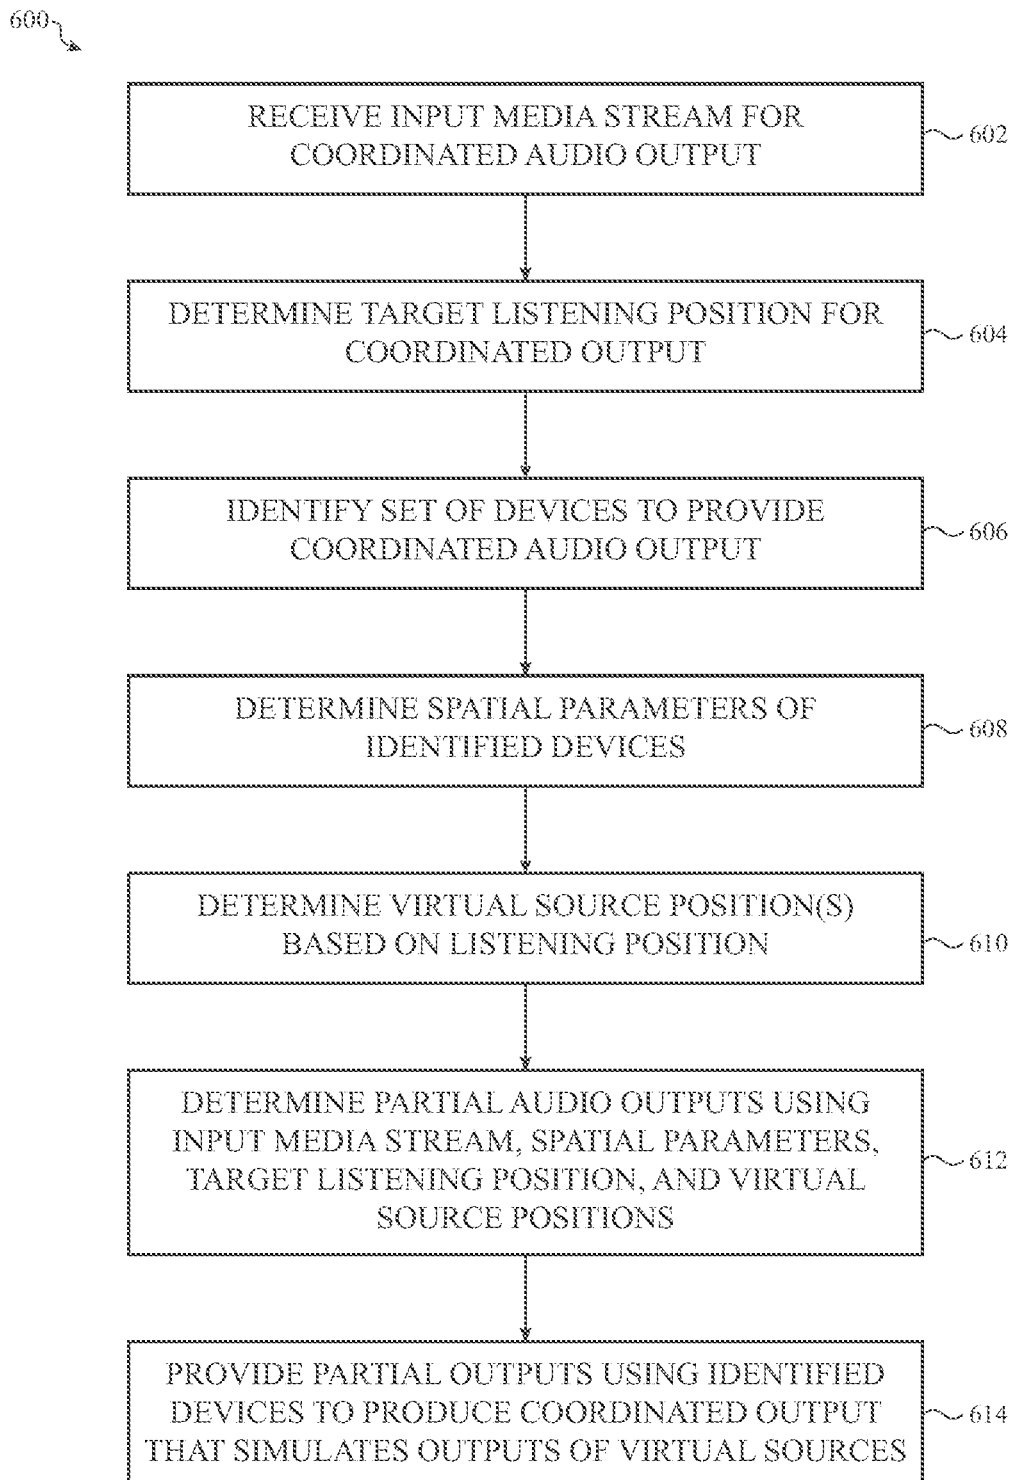 600
RECEIVE INPUT MEDIA STREAM FOR
COORDINATED AUDIO OUTPUT
602
DETERMINE TARGET LISTENING POSITION FOR
COORDINATED OUTPUT
604
IDENTIFY SET OF DEVICES TO PROVIDE
COORDINATED AUDIO OUTPUT
606
DETERMINE SPATIAL PARAMETERS OF
IDENTIFIED DEVICES
608
DETERMINE VIRTUAL SOURCE POSITION(S)
BASED ON LISTENING POSITION
610
DETERMINE PARTIAL AUDIO OUTPUTS USING
INPUT MEDIA STREAM, SPATIAL PARAMETERS,
TARGET LISTENING POSITION, AND VIRTUAL
SOURCE POSITIONS
612
PROVIDE PARTIAL OUTPUTS USING IDENTIFIED
DEVICES TO PRODUCE COORDINATED OUTPUT
THAT SIMULATES OUTPUTS OF VIRTUAL SOURCES
614